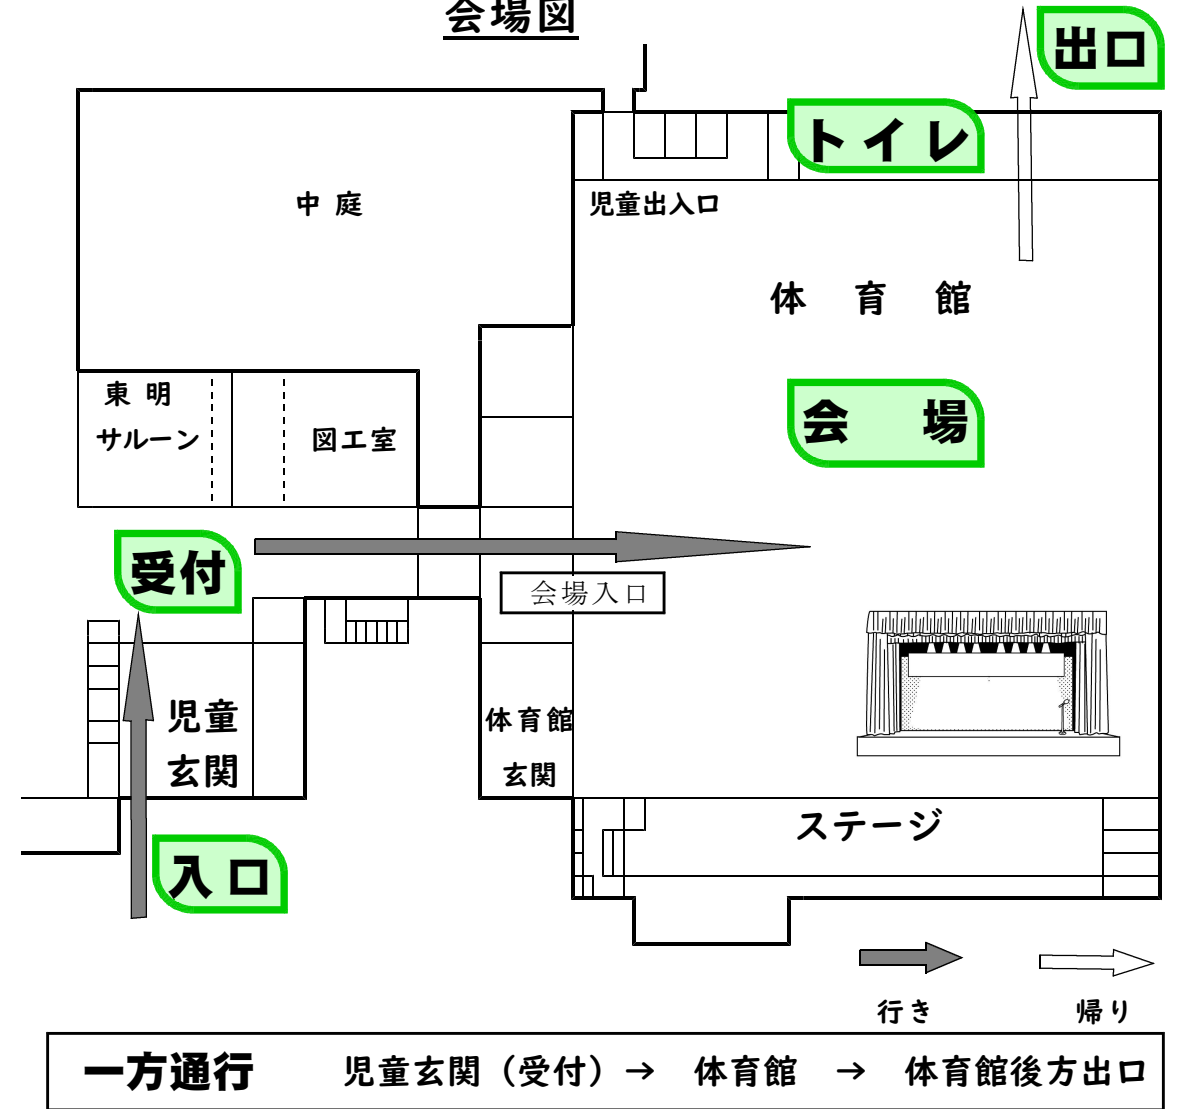 会場図
出口
トイレ
中庭
児童出入口
体育館
会場
東明
サルーン
図工室
受付
会場入口
児童
玄関
体育館
玄関
ステージ
入口
行き
帰り
一方通行 児童玄関（受付）→ 体育館 → 体育館後方出口